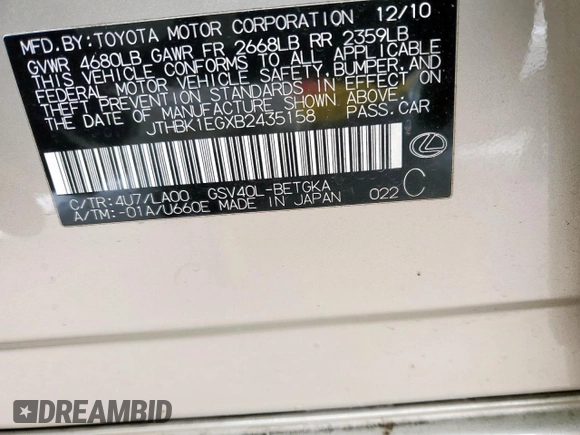 MFD.BY:TOYOTA MOTOR CORPORATION 12/10
GVWR 4680LB GAWR FR 2668LB RR 2359LB
THIS VEHICLE CONFORMS TO ALL APPLICABLE
FEDERAL MOTOR VEHICLE SAFETY,BUMPER,AND
THEFT PREVENTION STANDARDS IN EFFECT ON
THE DATE OF MANUFACTURE SHOWN ABOVE.
JTHBK1EGXB2435158 PASS.CAR
C/TR:4U7/LA00 GSV40L-BETGKA
A/TM:-01A/U660E MADE IN JAPAN 022 C
DREAMBID